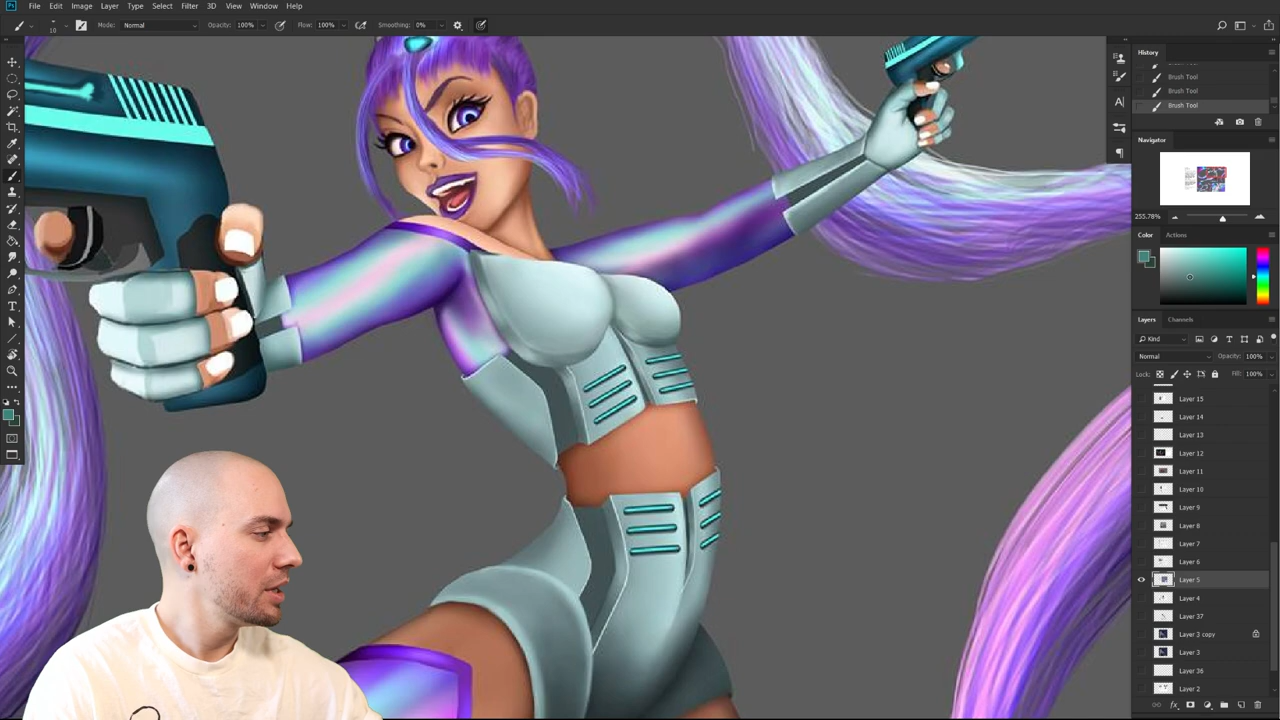 Ps File Edit Image Layer Type Select Filter 3D View Window Help
10 Mode: Normal Opacity: 100% Flow: 100% Smoothing: 0%
History
Brush Tool
Brush Tool
Brush Tool
Navigator
255.78%
Color Actions
Layers Channels
Kind
Normal Opacity: 100%
Lock: Fill: 100%
Layer 15
Layer 14
Layer 13
Layer 12
Layer 11
Layer 10
Layer 9
Layer 8
Layer 7
Layer 6
Layer 5
Layer 4
Layer 37
Layer 3 copy
Layer 3
Layer 36
Layer 2
fx